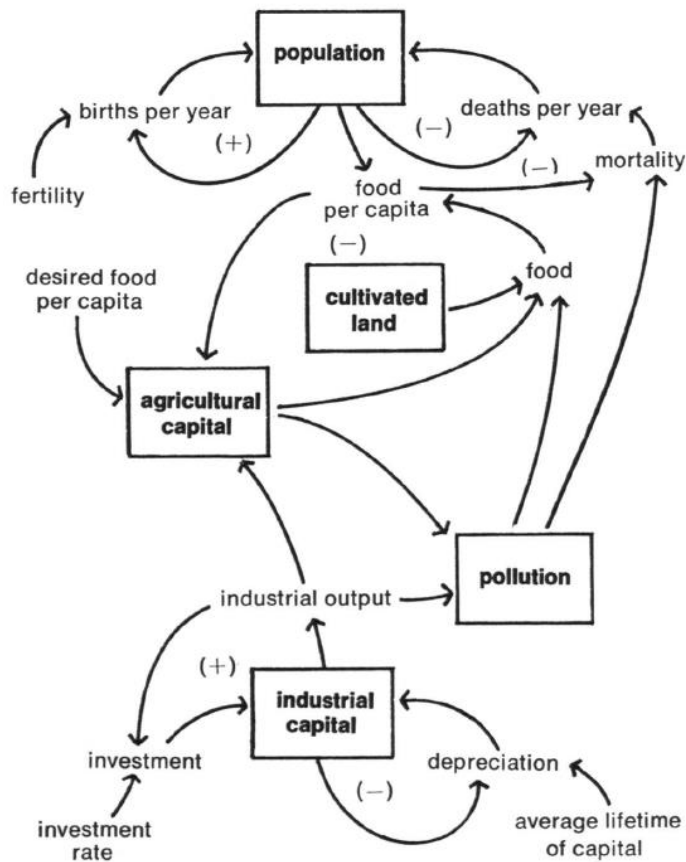 population
births per year
deaths per year
(+)
(−)
mortality
(−)
fertility
food
per capita
(−)
desired food
per capita
food
cultivated
land
agricultural
capital
pollution
industrial output
(+)
industrial
capital
investment
depreciation
(−)
investment
rate
average lifetime
of capital